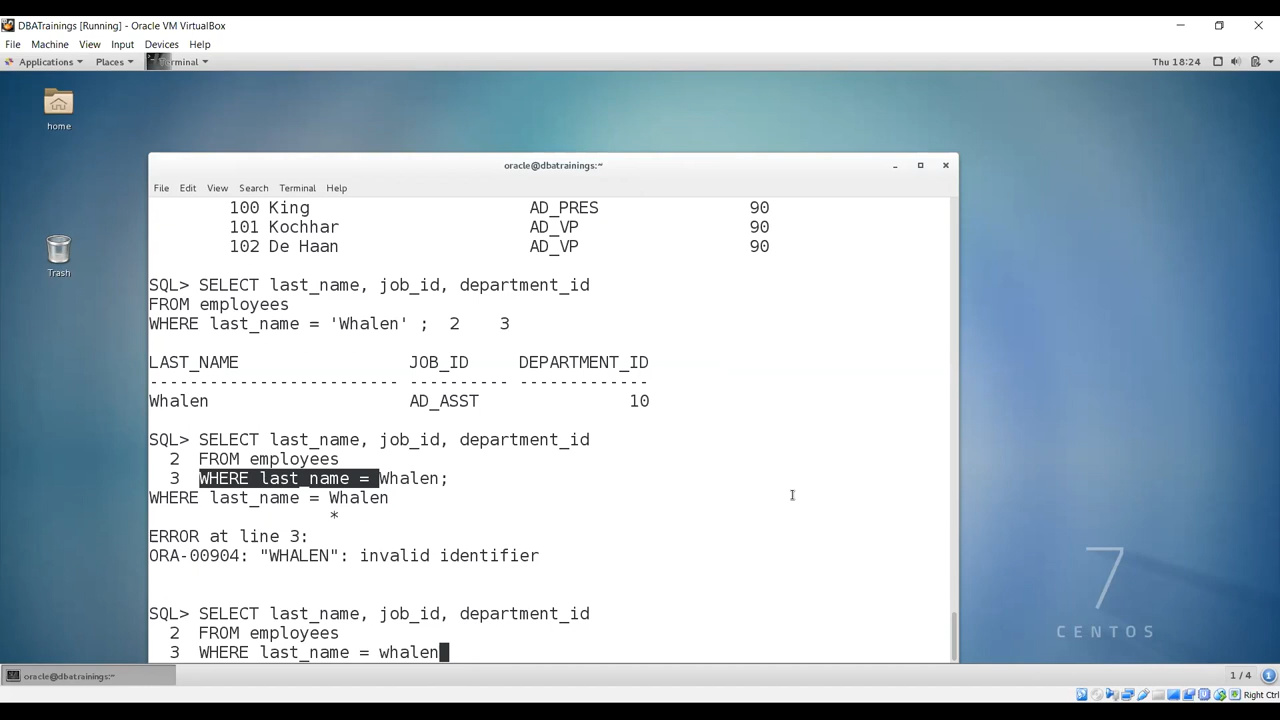 DBATrainings [Running] - Oracle VM VirtualBox
File Machine View Input Devices Help
Applications Places Terminal Thu 18:24
home
Trash
oracle@dbatrainings:~
File Edit View Search Terminal Help
100 King AD_PRES 90
101 Kochhar AD_VP 90
102 De Haan AD_VP 90
SQL> SELECT last_name, job_id, department_id
FROM employees
WHERE last_name = 'Whalen' ; 2 3
LAST_NAME JOB_ID DEPARTMENT_ID
------------------------- ---------- -------------
Whalen AD_ASST 10
SQL> SELECT last_name, job_id, department_id
2 FROM employees
3 WHERE last_name = Whalen;
WHERE last_name = Whalen
*
ERROR at line 3:
ORA-00904: "WHALEN": invalid identifier
SQL> SELECT last_name, job_id, department_id
2 FROM employees
3 WHERE last_name = whalen
7
CENTOS
oracle@dbatrainings:~ 1 / 4 1
Right Ctrl